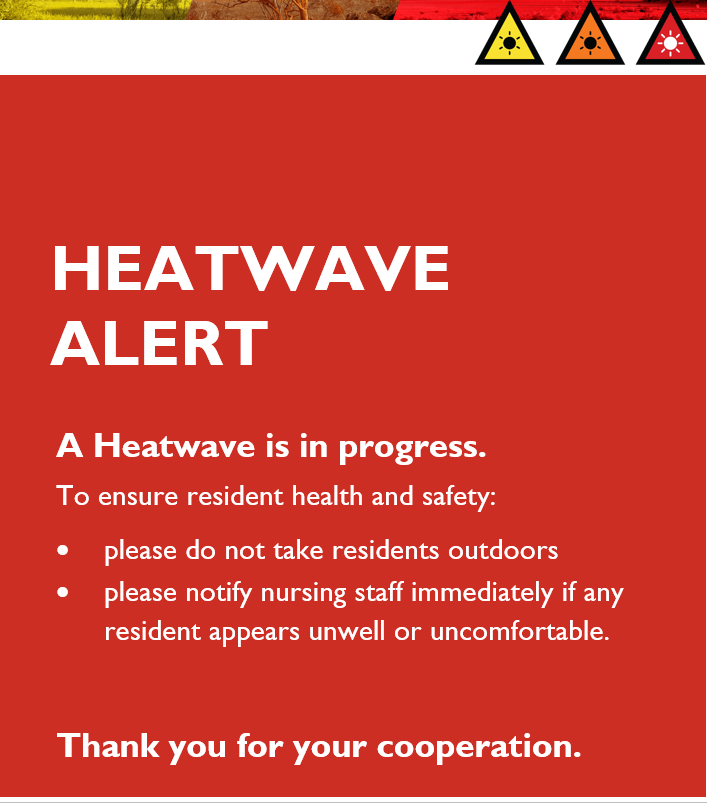 HEATWAVE
ALERT
A Heatwave is in progress.
To ensure resident health and safety:
• please do not take residents outdoors
• please notify nursing staff immediately if any
resident appears unwell or uncomfortable.
Thank you for your cooperation.